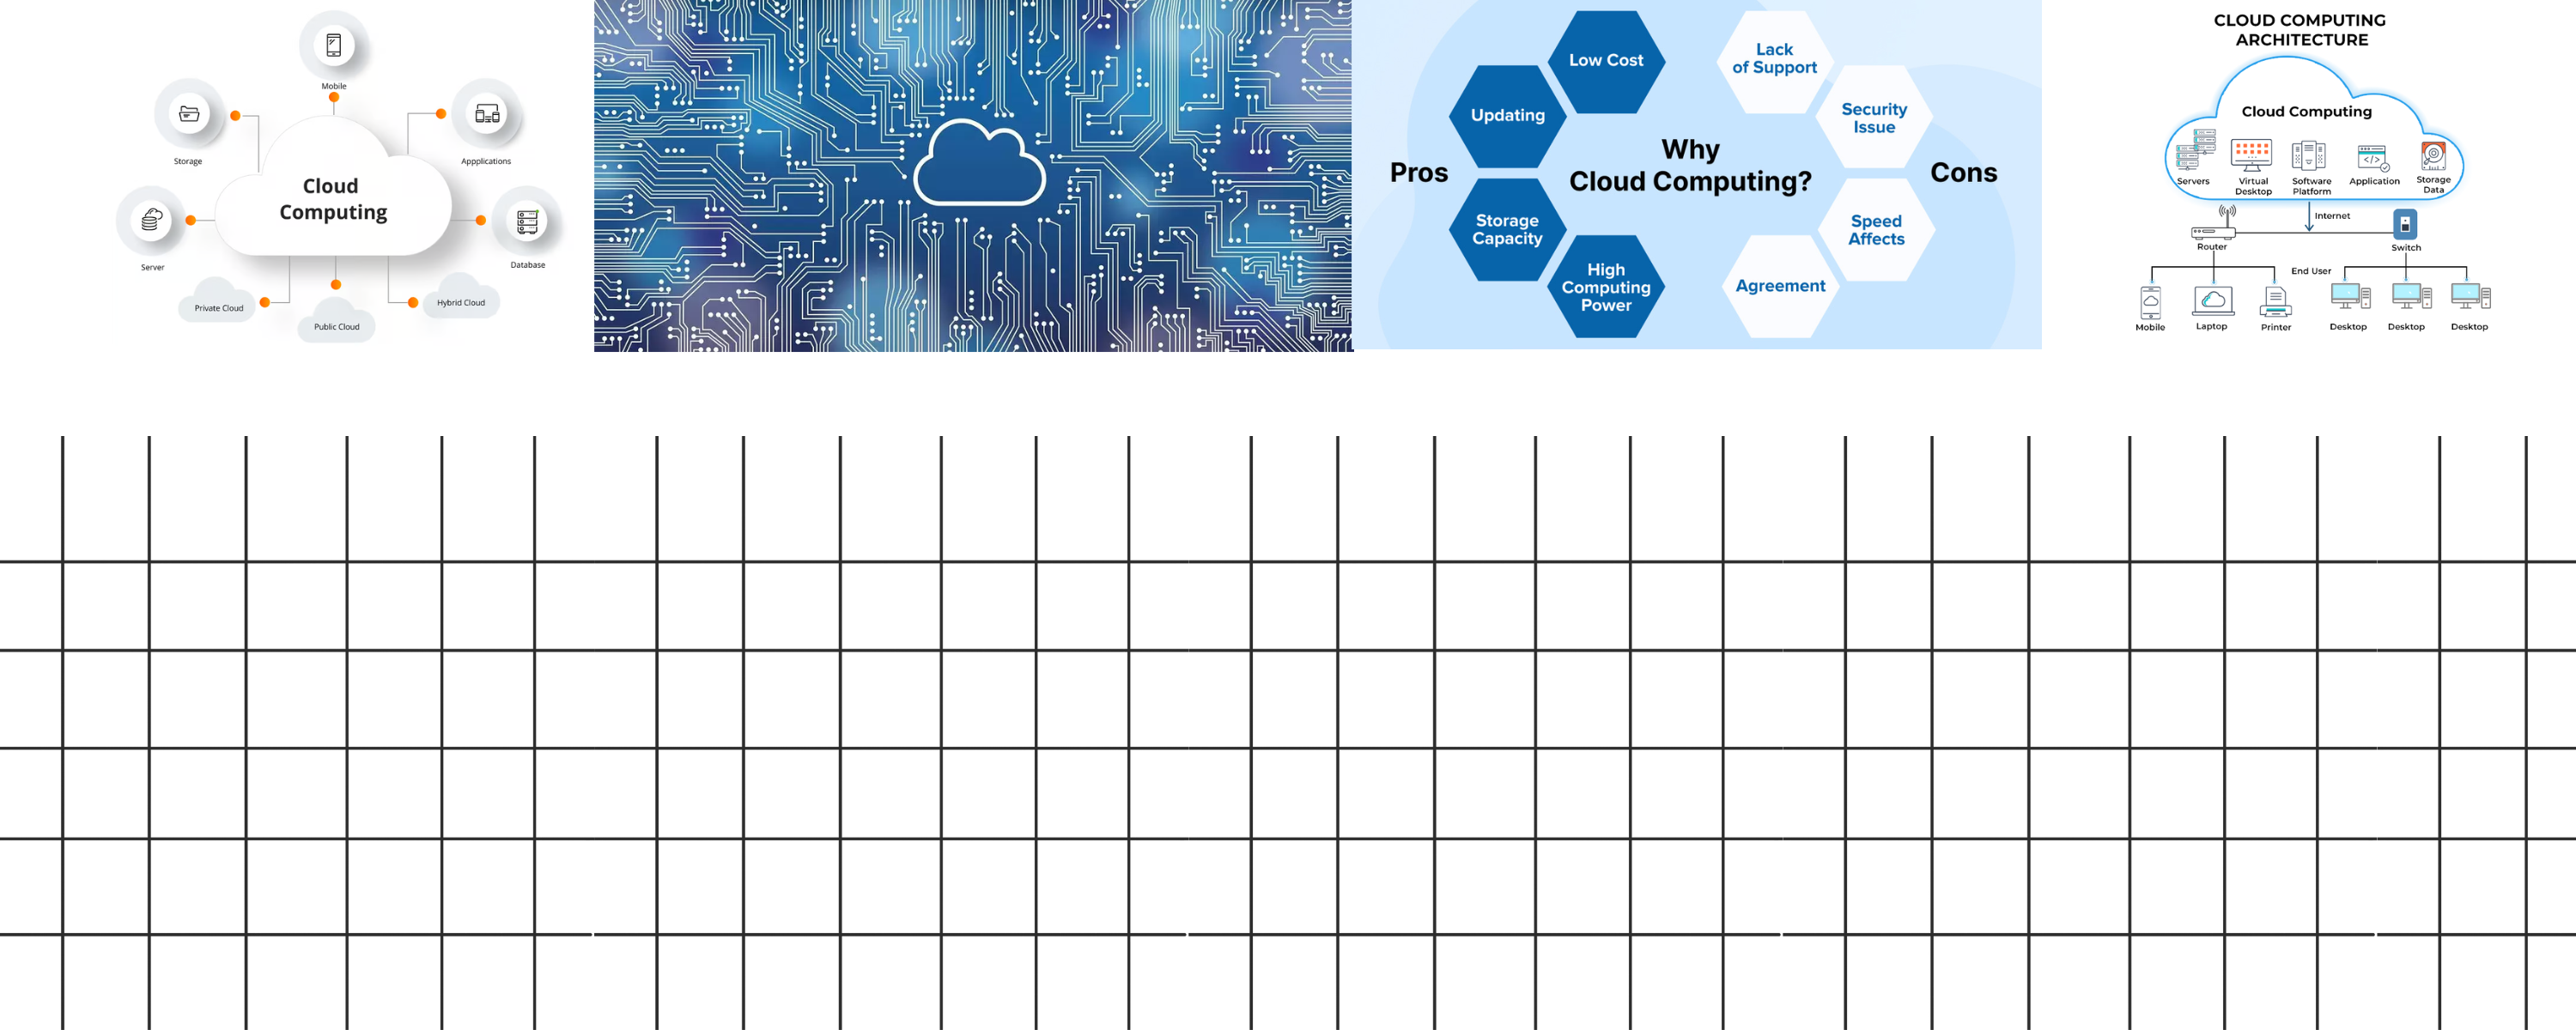 Mobile
Storage
Appplications
Cloud
Computing
Server
Database
Private Cloud
Public Cloud
Hybrid Cloud
Low Cost
Updating
Storage
Capacity
High
Computing
Power
Pros
Why
Cloud Computing?
Cons
Lack
of Support
Security
Issue
Speed
Affects
Agreement
CLOUD COMPUTING
ARCHITECTURE
Cloud Computing
Servers
Virtual
Desktop
Software
Platform
Application
Storage
Data
Internet
Router
Switch
End User
Mobile
Laptop
Printer
Desktop
Desktop
Desktop